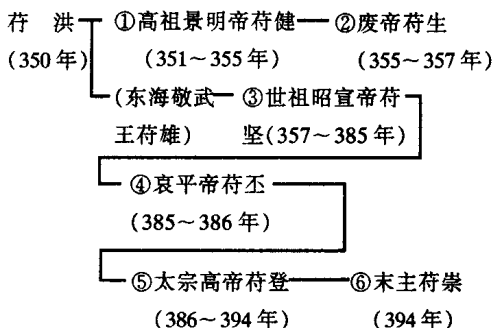 苻 洪 ①高祖景明帝苻健 ②废帝苻生
(350年) (351～355年) (355～357年)
(东海敬武 ③世祖昭宣帝苻
王苻雄) 坚(357～385年)
④哀平帝苻丕
(385～386年)
⑤太宗高帝苻登 ⑥末主苻崇
(386～394年) (394年)